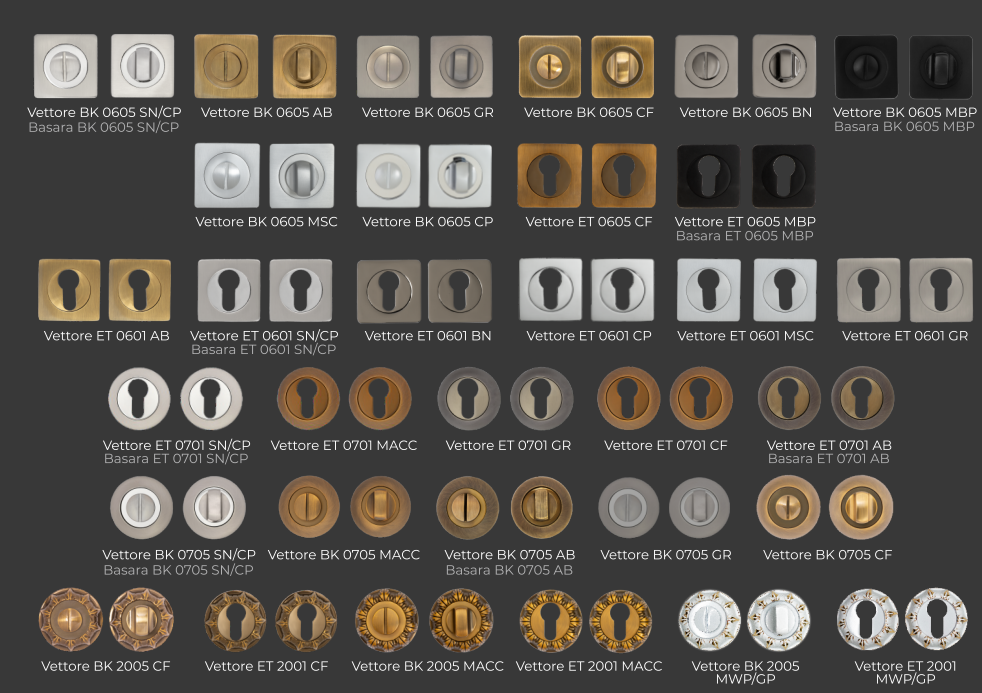 Vettore BK 0605 SN/CP
Basara BK 0605 SN/CP
Vettore BK 0605 AB
Vettore BK 0605 GR
Vettore BK 0605 CF
Vettore BK 0605 BN
Vettore BK 0605 MBP
Basara BK 0605 MBP
Vettore BK 0605 MSC
Vettore BK 0605 CP
Vettore ET 0605 CF
Vettore ET 0605 MBP
Basara ET 0605 MBP
Vettore ET 0601 AB
Vettore ET 0601 SN/CP
Basara ET 0601 SN/CP
Vettore ET 0601 BN
Vettore ET 0601 CP
Vettore ET 0601 MSC
Vettore ET 0601 GR
Vettore ET 0701 SN/CP
Basara ET 0701 SN/CP
Vettore ET 0701 MACC
Vettore ET 0701 GR
Vettore ET 0701 CF
Vettore ET 0701 AB
Basara ET 0701 AB
Vettore BK 0705 SN/CP
Basara BK 0705 SN/CP
Vettore BK 0705 MACC
Vettore BK 0705 AB
Basara BK 0705 AB
Vettore BK 0705 GR
Vettore BK 0705 CF
Vettore BK 2005 CF
Vettore ET 2001 CF
Vettore BK 2005 MACC
Vettore ET 2001 MACC
Vettore BK 2005
MWP/GP
Vettore ET 2001
MWP/GP